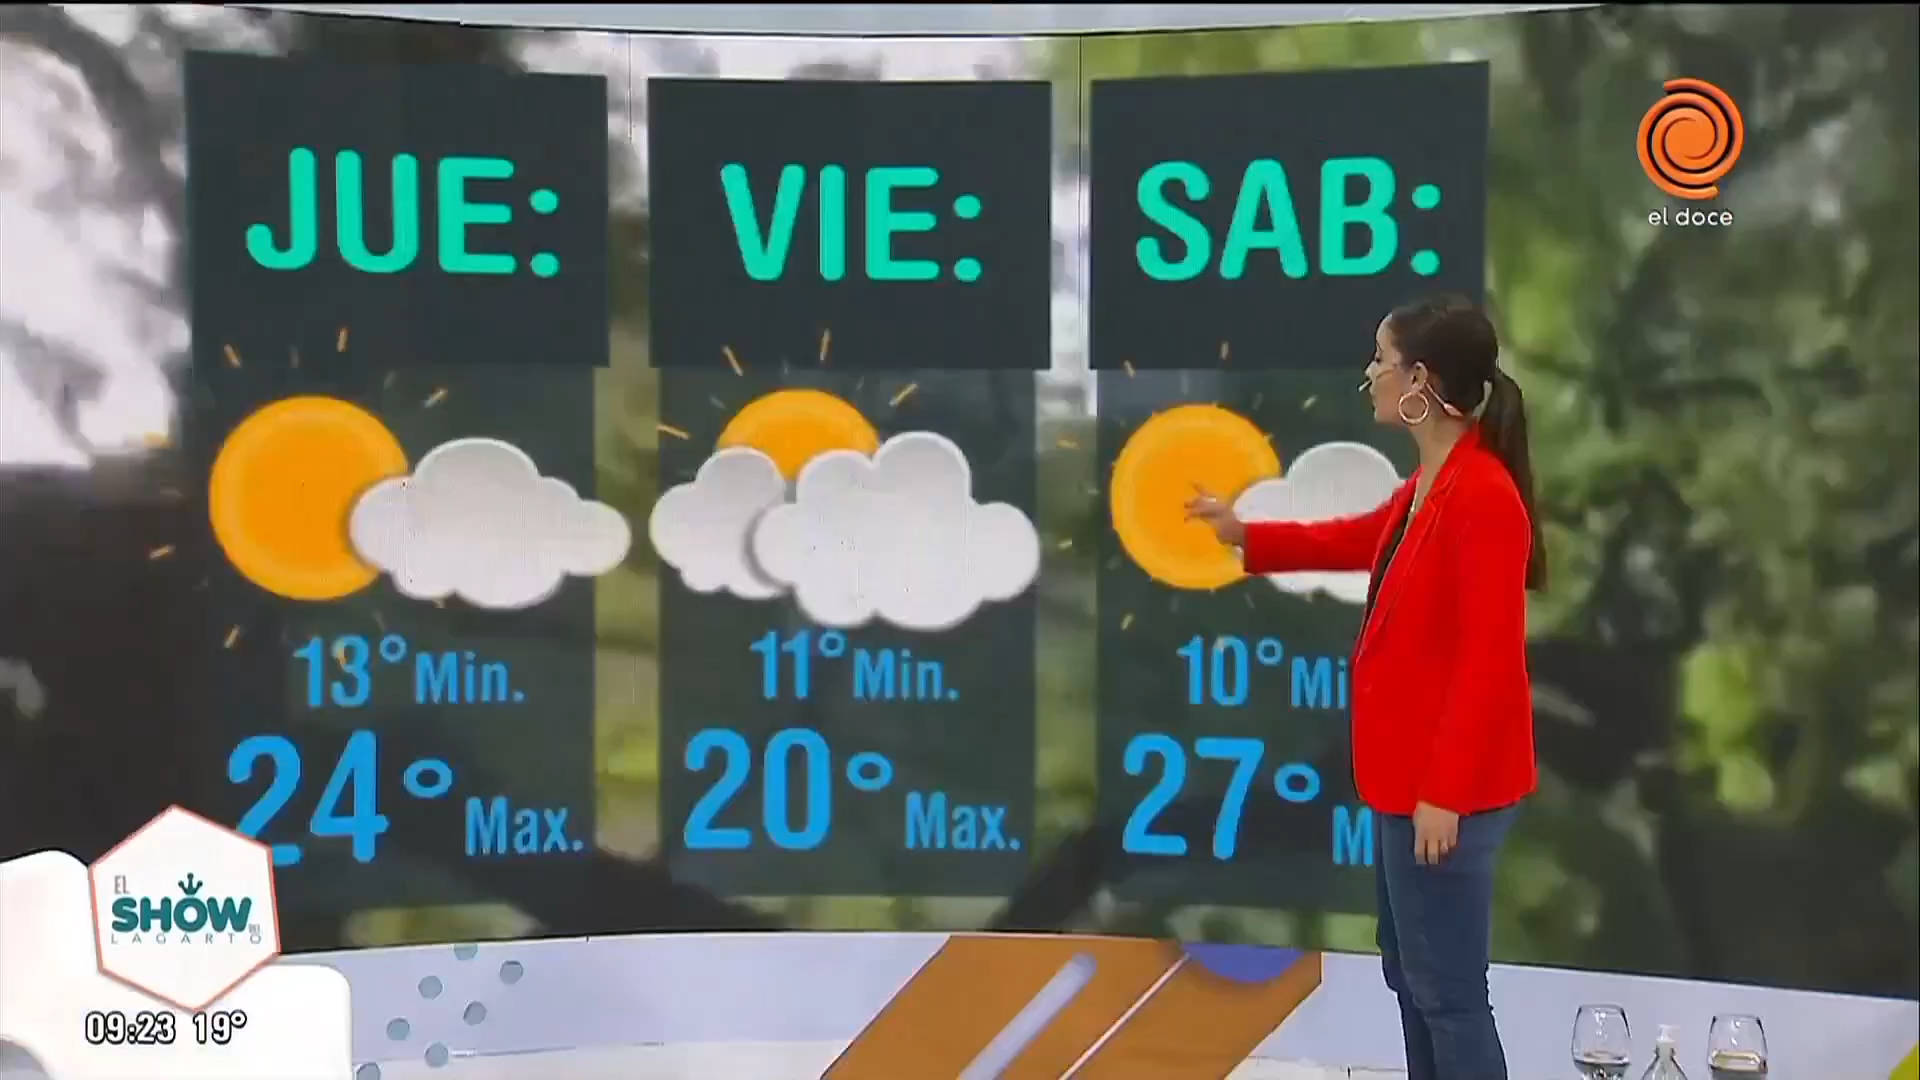 JUE:
VIE:
SAB:
el doce
13° Min.
24° Max.
11° Min.
20° Max.
10° Mi
27° M
EL
SHOW
DEL
LAGARTO
09:23 19°